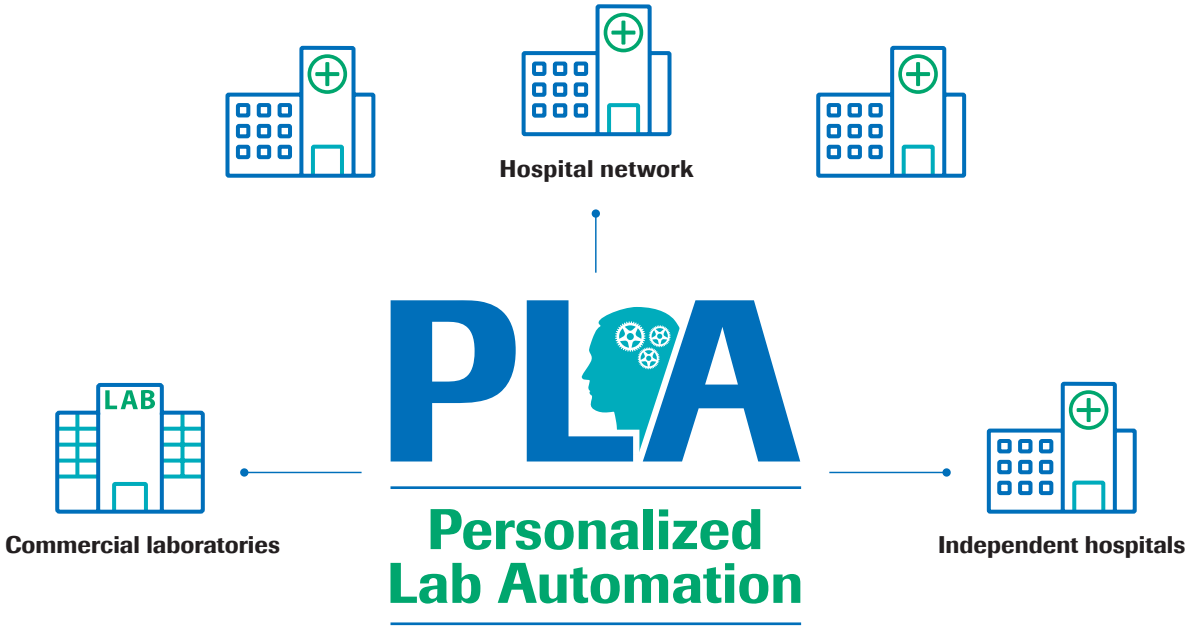 Hospital network
PLA
LAB
Commercial laboratories
Personalized
Lab Automation
Independent hospitals